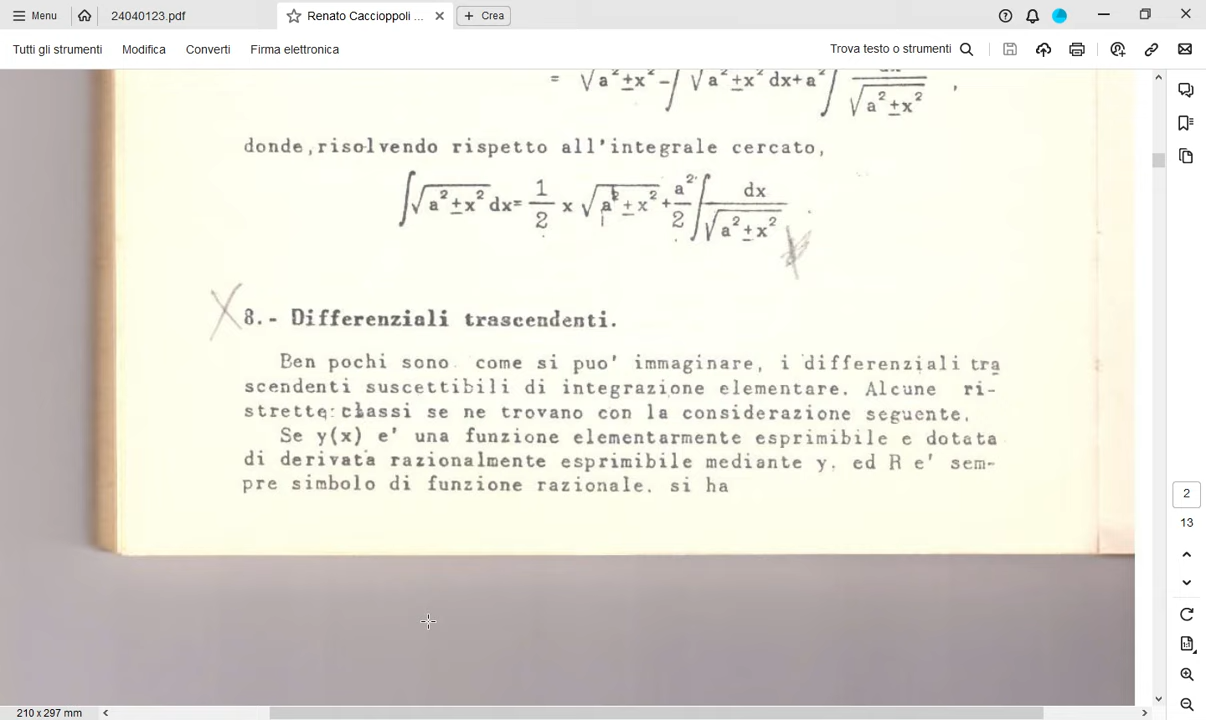 Menu
24040123.pdf
Renato Caccioppoli ...
Crea
Tutti gli strumenti
Modifica
Converti
Firma elettronica
Trova testo o strumenti
= √a²±x² -∫ √a²±x² dx+a² ∫ dx/√a²±x² ,
donde,risolvendo rispetto all'integrale cercato,
∫√a²±x² dx= 1/2 x √a²±x² + a²/2 ∫ dx/√a²±x² .
8.- Differenziali trascendenti.
Ben pochi sono come si puo' immaginare, i differenziali tra
scendenti suscettibili di integrazione elementare. Alcune ri-
strette classi se ne trovano con la considerazione seguente.
Se y(x) e' una funzione elementarmente esprimibile e dotata
di derivata razionalmente esprimibile mediante y. ed R e' sem-
pre simbolo di funzione razionale. si ha
2
13
210 x 297 mm